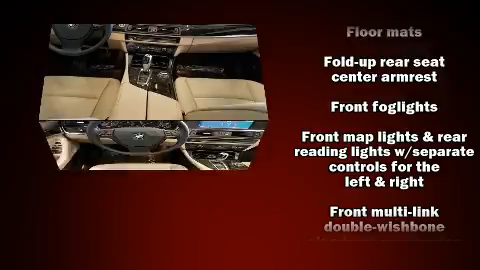 Floor mats
Fold-up rear seat
center armrest
Front foglights
Front map lights & rear
reading lights w/separate
controls for the
left & right
Front multi-link
double-wishbone